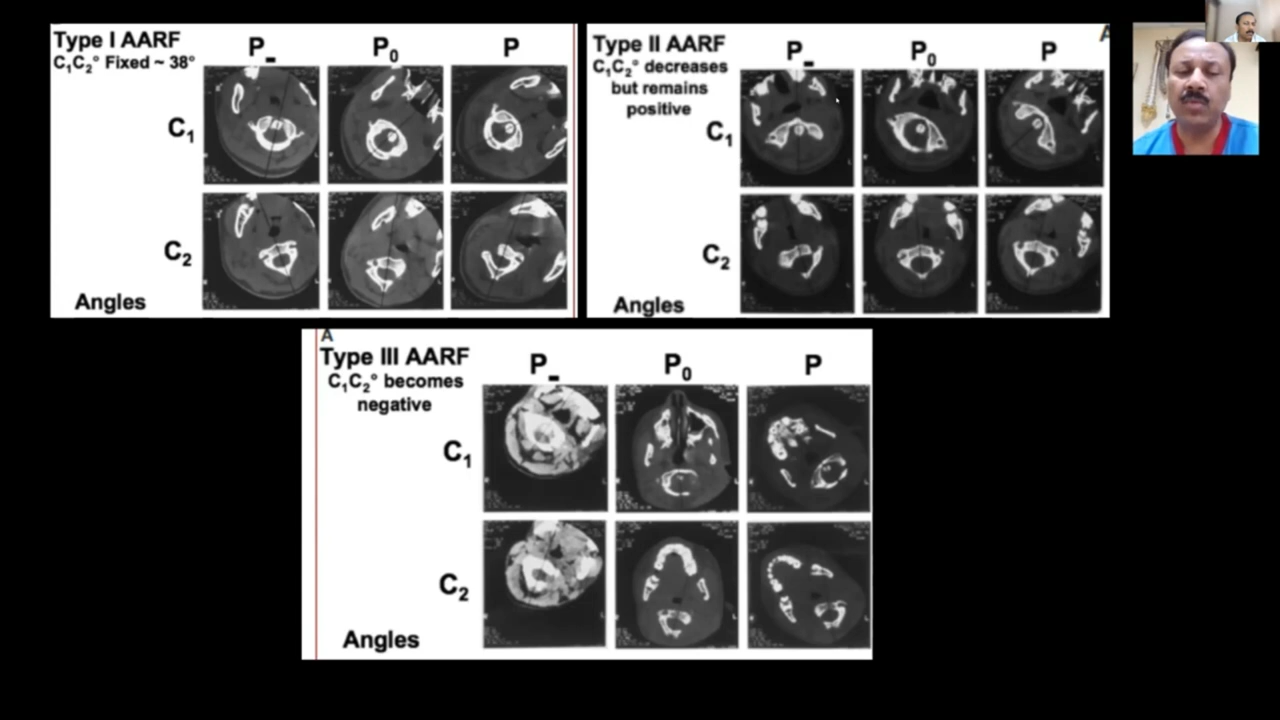 Type I AARF
C₁C₂° Fixed ~ 38°
P₋ P₀ P
C₁
C₂
Angles
A
Type II AARF
C₁C₂° decreases
but remains
positive
P₋ P₀ P
C₁
C₂
Angles
A
Type III AARF
C₁C₂° becomes
negative
P₋ P₀ P
C₁
C₂
Angles